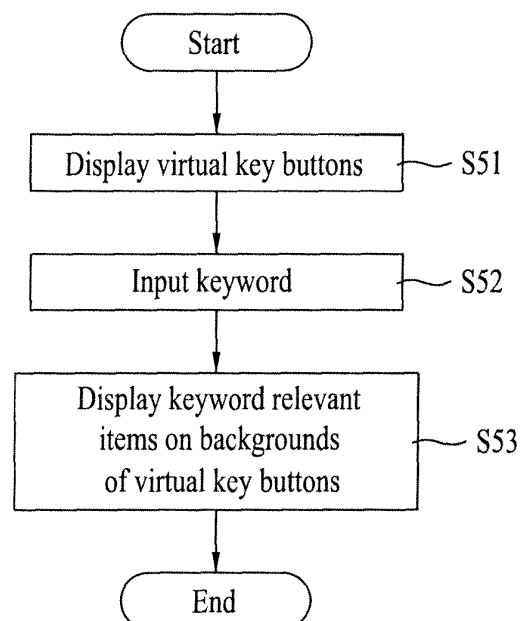 Start
Display virtual key buttons
S51
Input keyword
S52
Display keyword relevant
items on backgrounds
of virtual key buttons
S53
End